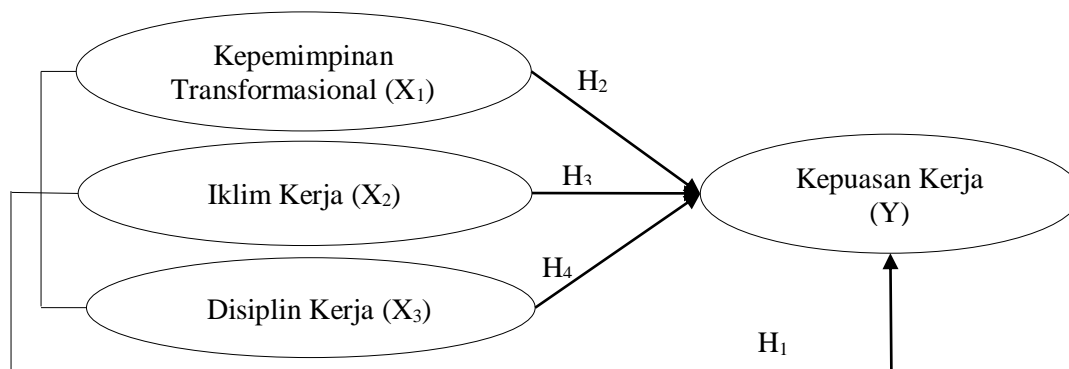 Kepemimpinan
Transformasional (X₁)
H₂
Iklim Kerja (X₂)
H₃
Kepuasan Kerja
(Y)
H₄
Disiplin Kerja (X₃)
H₁